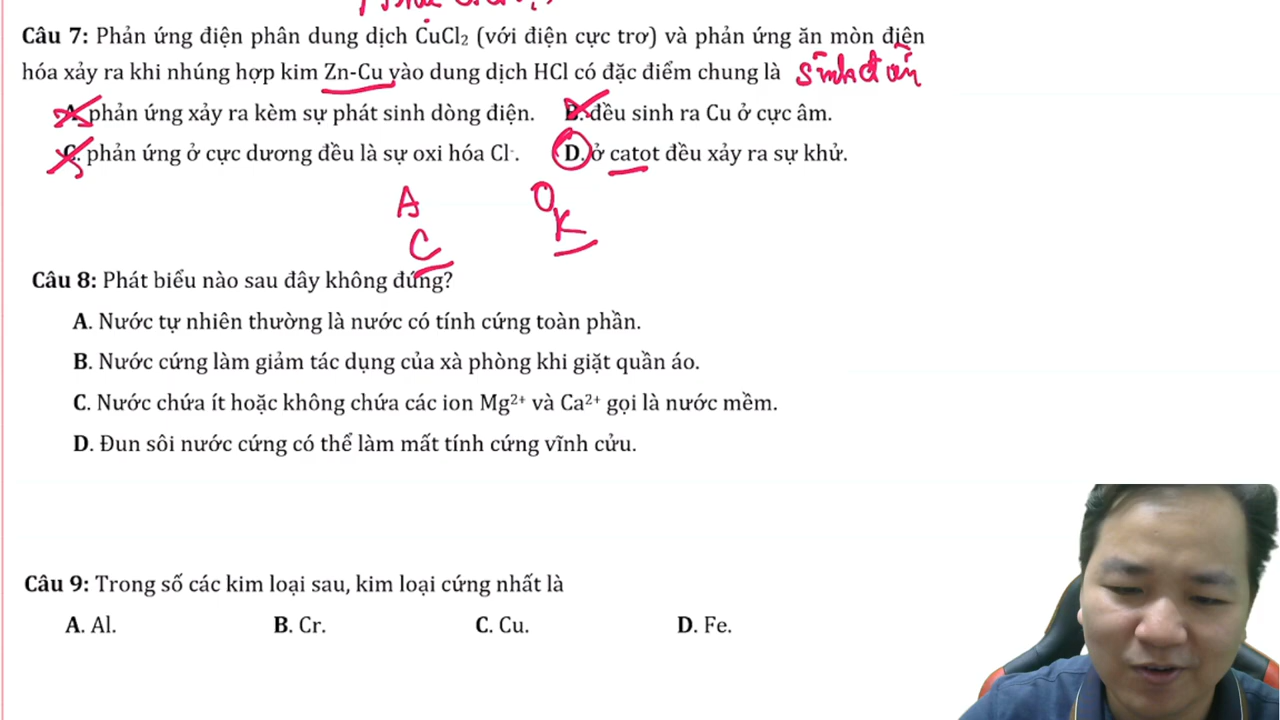 Câu 7: Phản ứng điện phân dung dịch CuCl₂ (với điện cực trơ) và phản ứng ăn mòn điện
hóa xảy ra khi nhúng hợp kim Zn-Cu vào dung dịch HCl có đặc điểm chung là
A. phản ứng xảy ra kèm sự phát sinh dòng điện. B. đều sinh ra Cu ở cực âm.
C. phản ứng ở cực dương đều là sự oxi hóa Cl⁻. D. ở catot đều xảy ra sự khử.
A O
C K
Câu 8: Phát biểu nào sau đây không đúng?
A. Nước tự nhiên thường là nước có tính cứng toàn phần.
B. Nước cứng làm giảm tác dụng của xà phòng khi giặt quần áo.
C. Nước chứa ít hoặc không chứa các ion Mg²⁺ và Ca²⁺ gọi là nước mềm.
D. Đun sôi nước cứng có thể làm mất tính cứng vĩnh cửu.
Câu 9: Trong số các kim loại sau, kim loại cứng nhất là
A. Al. B. Cr. C. Cu. D. Fe.